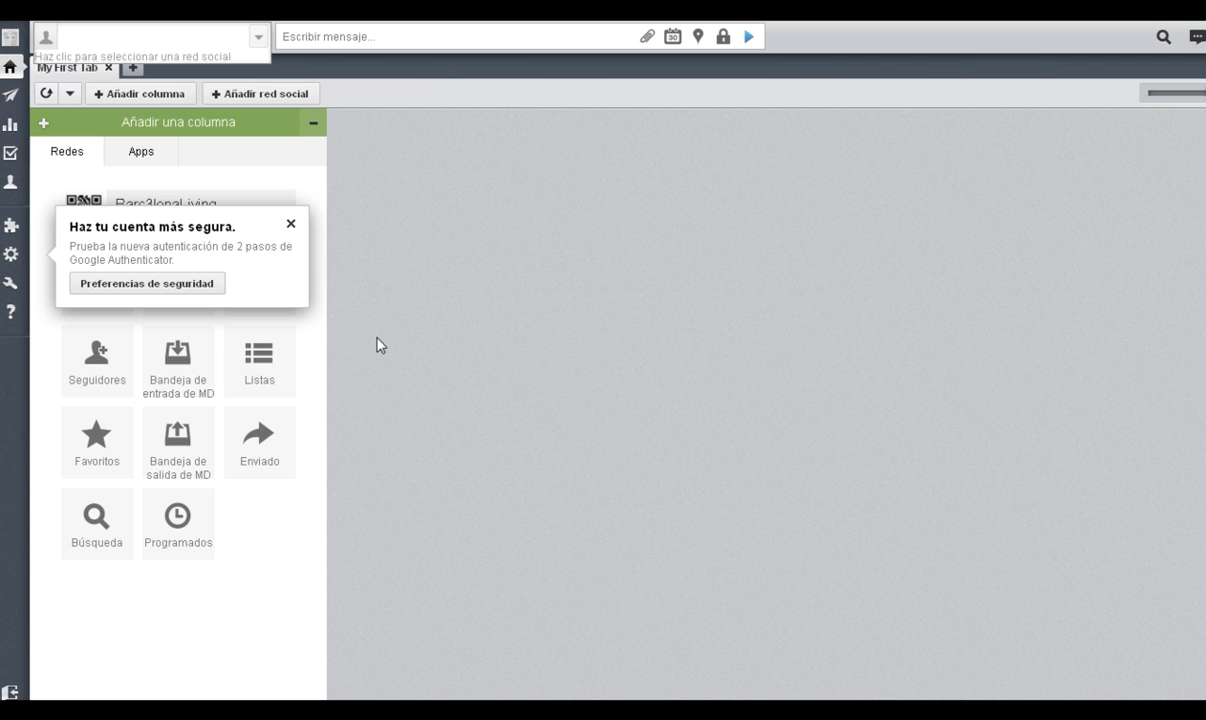 Escribir mensaje...
30
Haz clic para seleccionar una red social
My First Tab
Añadir columna
Añadir red social
Añadir una columna
Redes
Apps
Barc3lonaLiving
Haz tu cuenta más segura.
Prueba la nueva autenticación de 2 pasos de
Google Authenticator.
Preferencias de seguridad
Seguidores
Bandeja de
entrada de MD
Listas
Favoritos
Bandeja de
salida de MD
Enviado
Búsqueda
Programados